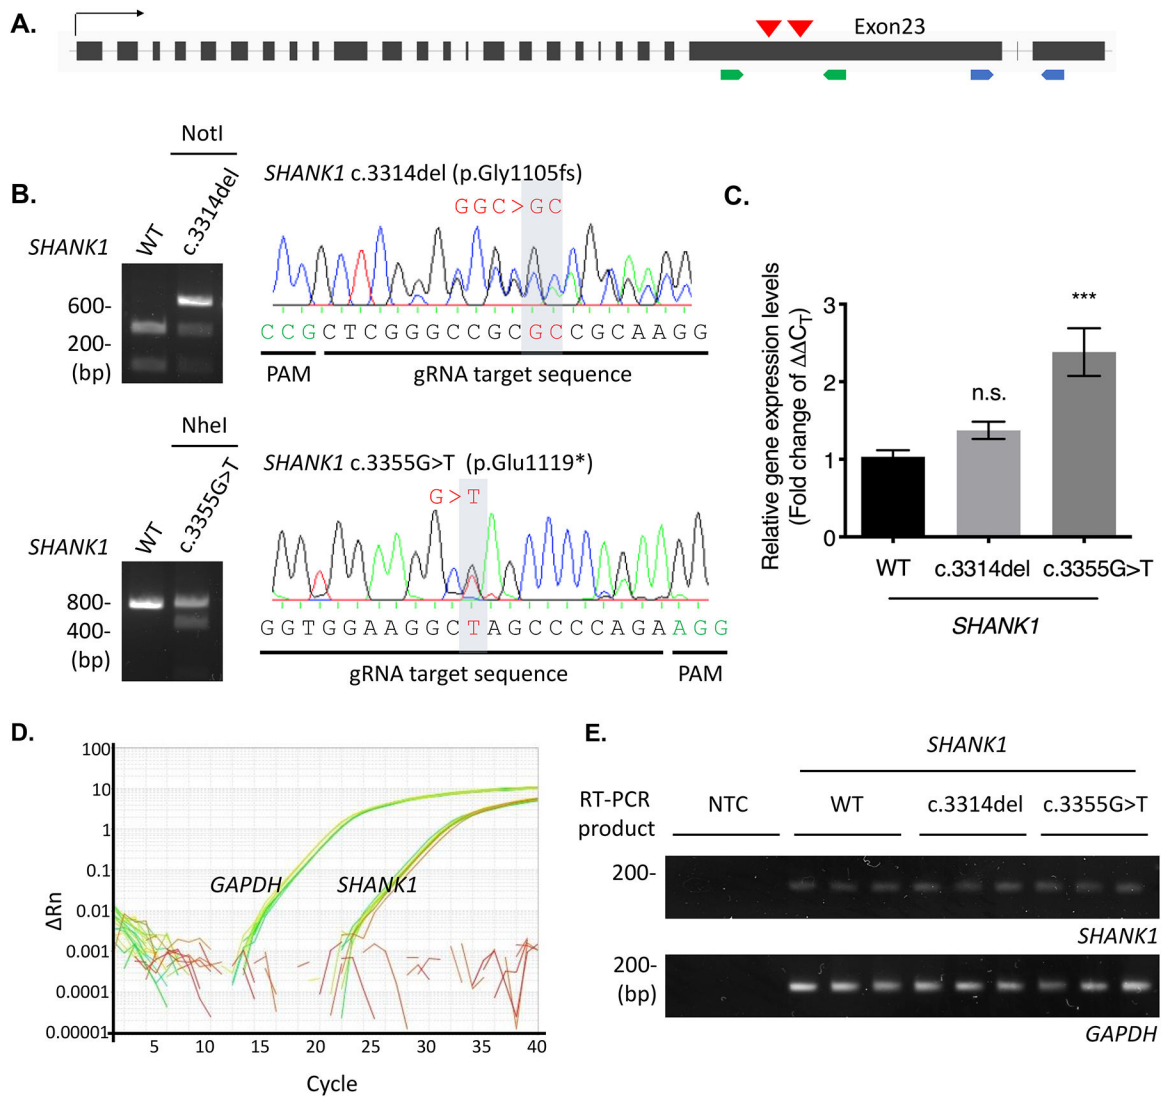 A.
Exon23
B.
NotI
SHANK1
WT
c.3314del
600-
200-
(bp)
SHANK1 c.3314del (p.Gly1105fs)
GGC>GC
CCGCTCGGGCCGCGCCGCAAGG
PAM
gRNA target sequence
NheI
SHANK1
WT
c.3355G>T
800-
400-
(bp)
SHANK1 c.3355G>T (p.Glu1119*)
G>T
GGTGGAAGGCTAGCCCCAGAAGG
gRNA target sequence
PAM
C.
Relative gene expression levels
(Fold change of ΔΔCT)
3
2
1
0
n.s.
***
WT
c.3314del
c.3355G>T
SHANK1
D.
ΔRn
100
10
1
0.1
0.01
0.001
0.0001
0.00001
GAPDH
SHANK1
5
10
15
20
25
30
35
40
Cycle
E.
SHANK1
RT-PCR
product
NTC
WT
c.3314del
c.3355G>T
200-
SHANK1
200-
(bp)
GAPDH